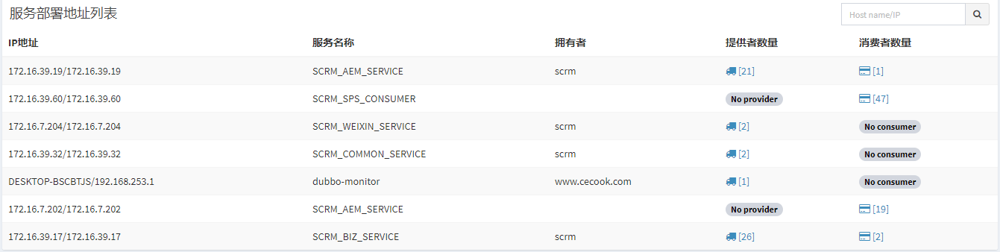 服务部署地址列表
Host name/IP
IP地址 服务名称 拥有者 提供者数量 消费者数量
172.16.39.19/172.16.39.19 SCRM_AEM_SERVICE scrm [21] [1]
172.16.39.60/172.16.39.60 SCRM_SPS_CONSUMER No provider [47]
172.16.7.204/172.16.7.204 SCRM_WEIXIN_SERVICE scrm [2] No consumer
172.16.39.32/172.16.39.32 SCRM_COMMON_SERVICE scrm [2] No consumer
DESKTOP-BSCBTJS/192.168.253.1 dubbo-monitor www.cecook.com [1] No consumer
172.16.7.202/172.16.7.202 SCRM_AEM_SERVICE No provider [19]
172.16.39.17/172.16.39.17 SCRM_BIZ_SERVICE scrm [26] [2]